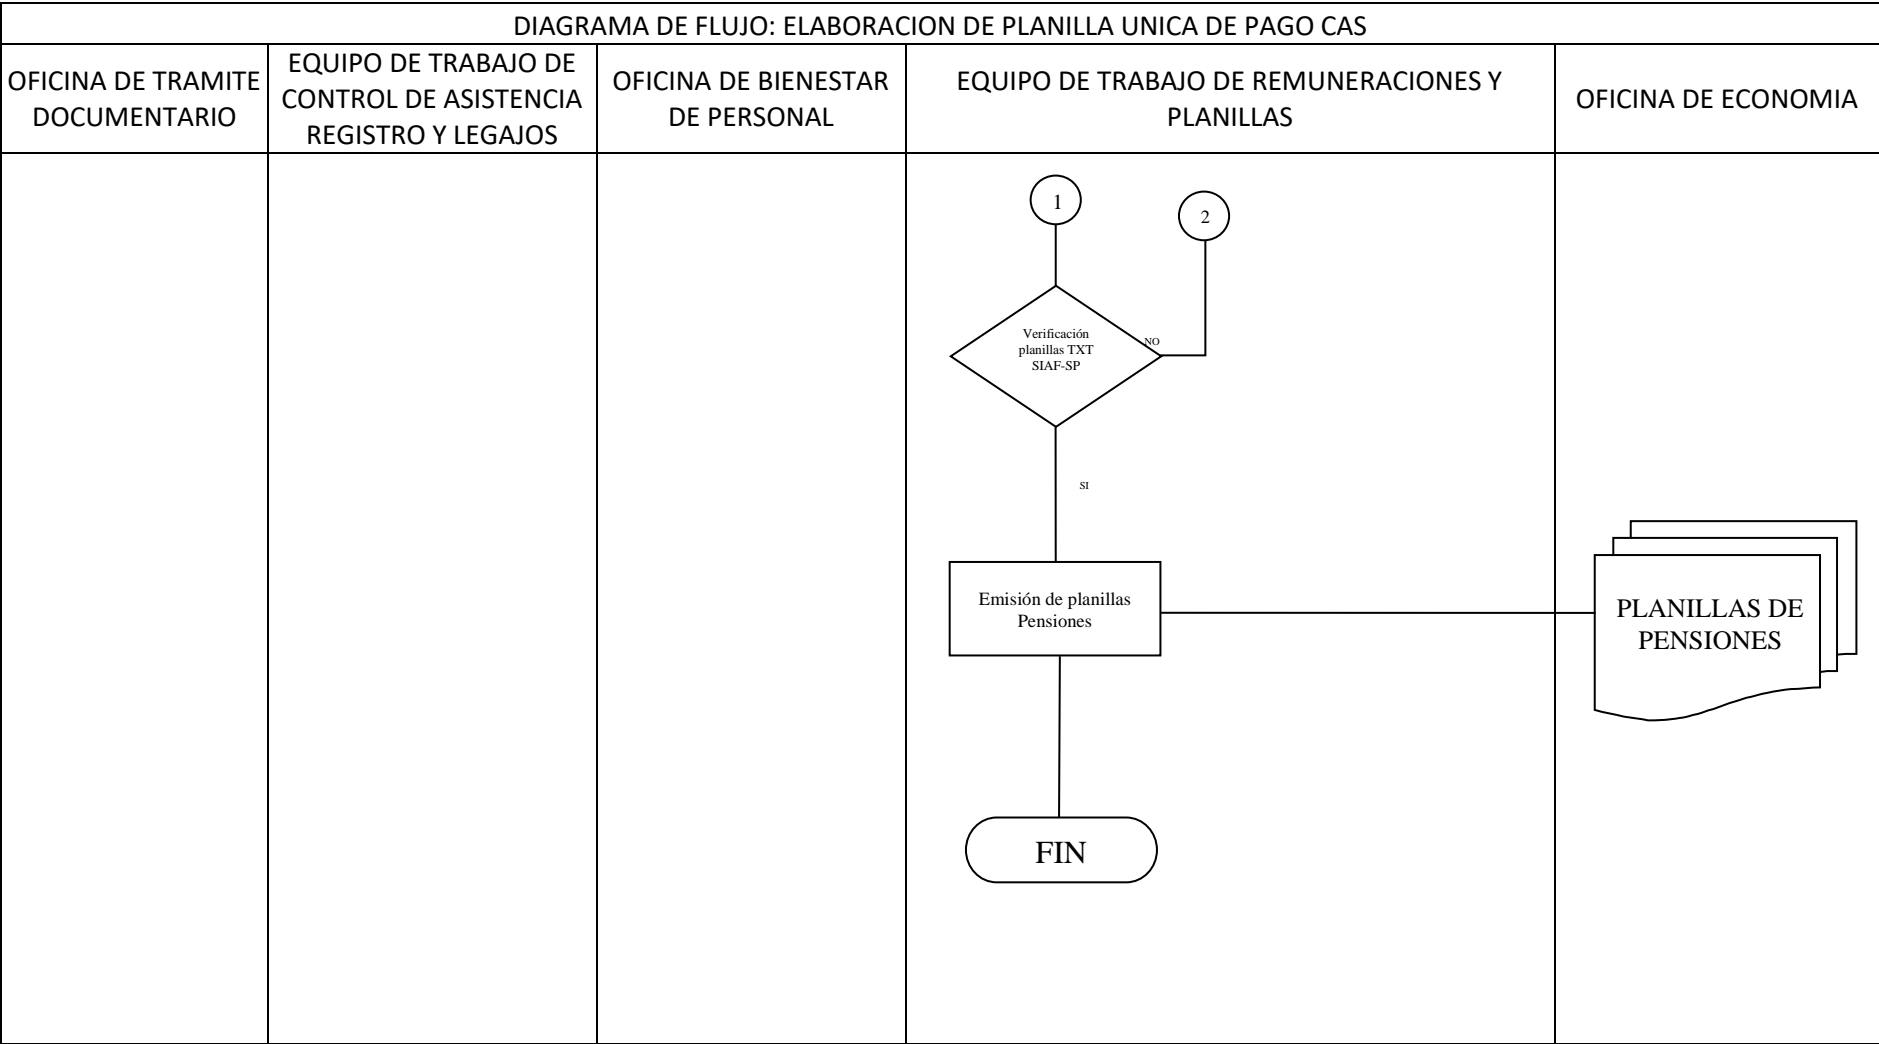 DIAGRAMA DE FLUJO: ELABORACION DE PLANILLA UNICA DE PAGO CAS
OFICINA DE TRAMITE
DOCUMENTARIO
EQUIPO DE TRABAJO DE
CONTROL DE ASISTENCIA
REGISTRO Y LEGAJOS
OFICINA DE BIENESTAR
DE PERSONAL
EQUIPO DE TRABAJO DE REMUNERACIONES Y
PLANILLAS
OFICINA DE ECONOMIA
1
2
Verificación
planillas TXT
SIAF-SP
NO
SI
Emisión de planillas
Pensiones
PLANILLAS DE
PENSIONES
FIN